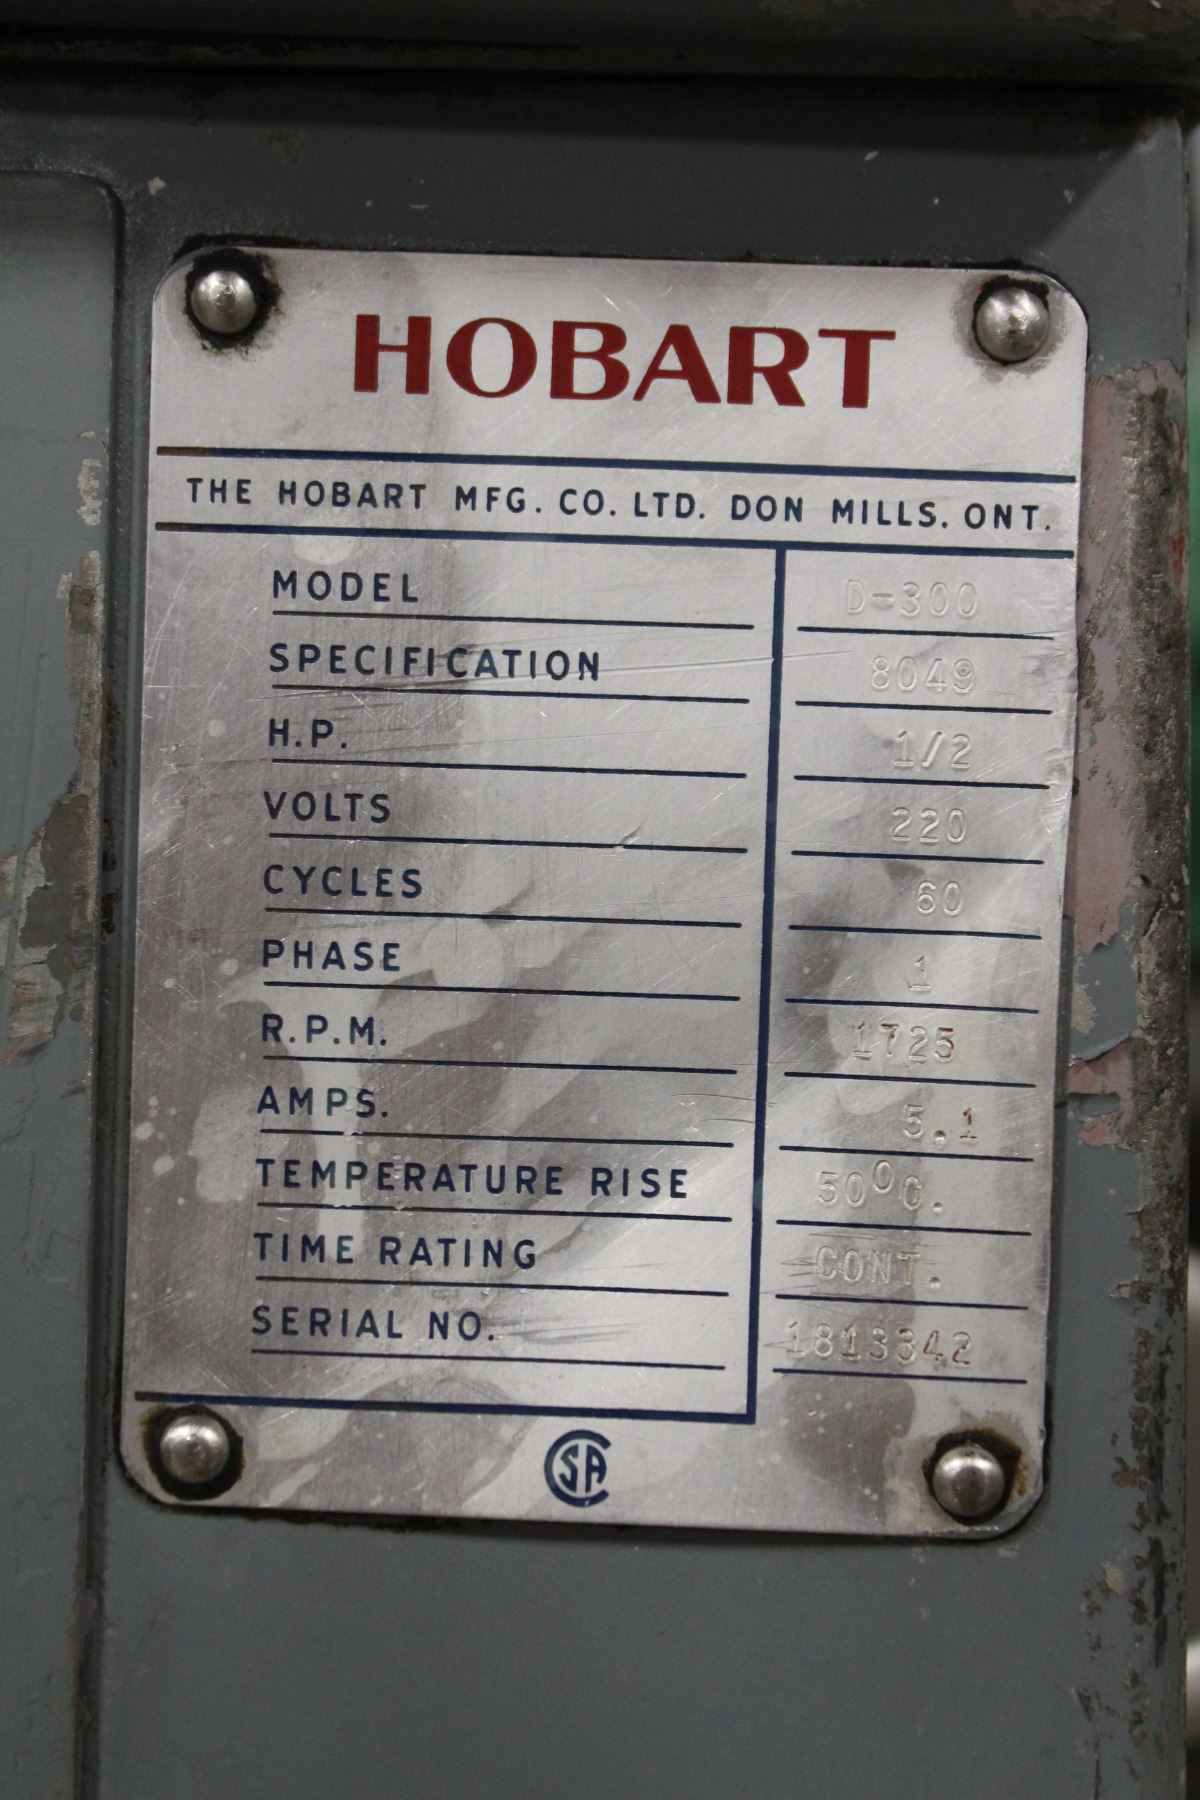 HOBART
THE HOBART MFG. CO. LTD. DON MILLS. ONT.
MODEL D-300
SPECIFICATION 8049
H.P. 1/2
VOLTS 220
CYCLES 60
PHASE 1
R.P.M. 1725
AMPS. 5.1
TEMPERATURE RISE 50°C.
TIME RATING CONT.
SERIAL NO. 1813342
CSA